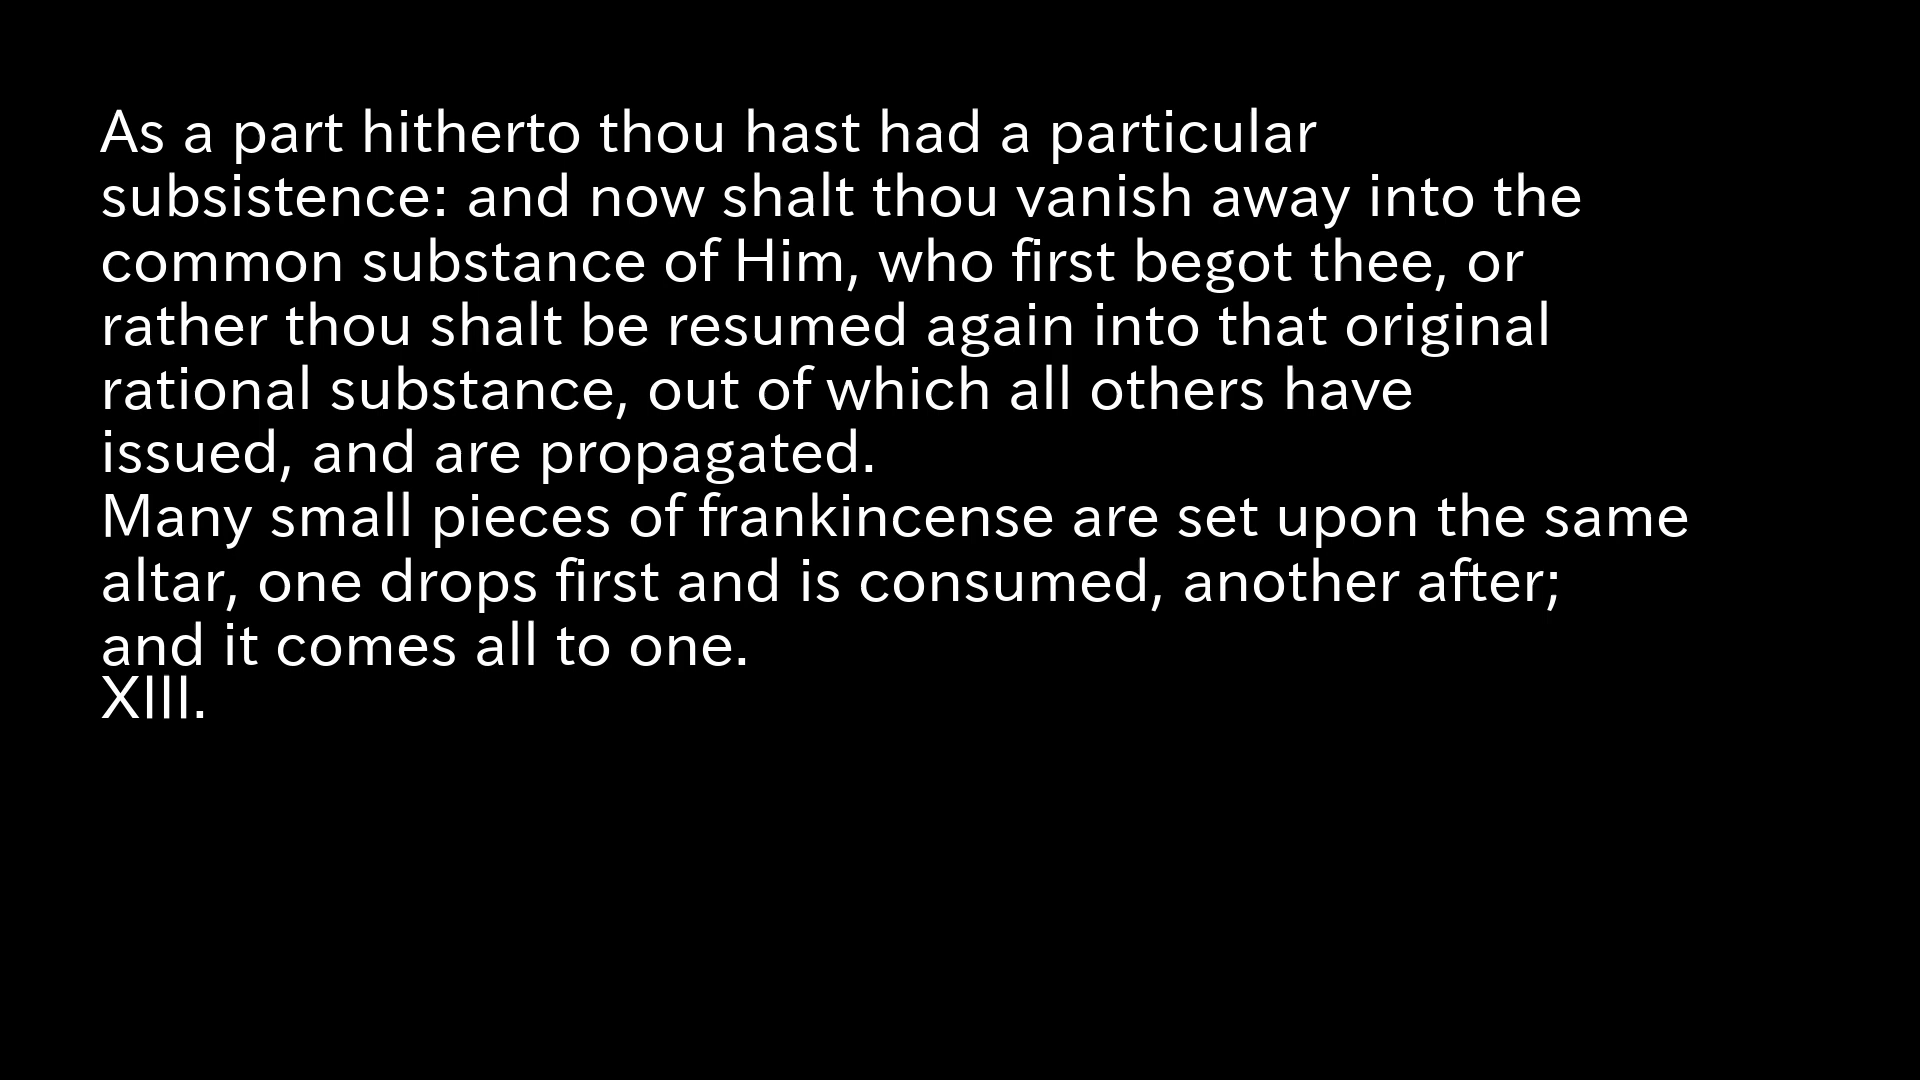 As a part hitherto thou hast had a particular
subsistence: and now shalt thou vanish away into the
common substance of Him, who first begot thee, or
rather thou shalt be resumed again into that original
rational substance, out of which all others have
issued, and are propagated.
Many small pieces of frankincense are set upon the same
altar, one drops first and is consumed, another after;
and it comes all to one.
XIII.